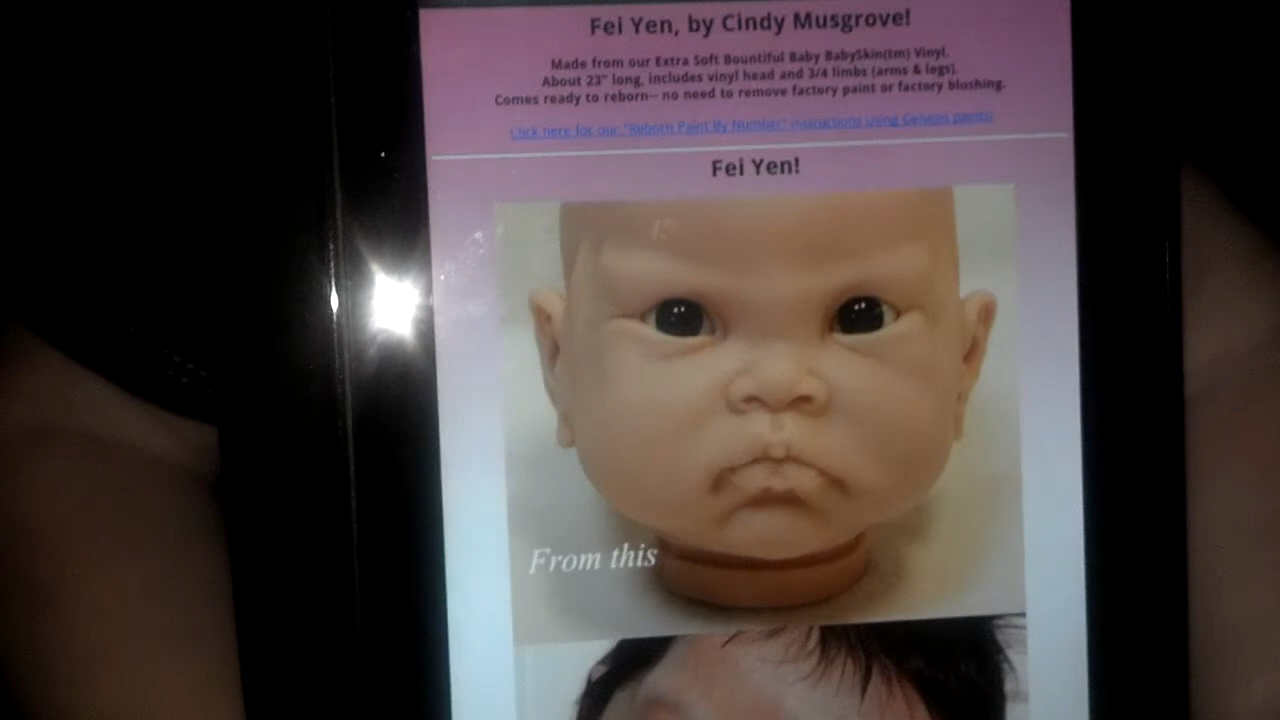 Fei Yen, by Cindy Musgrove!
Made from our Extra Soft Bountiful Baby BabySkin(tm) Vinyl.
About 23" long, includes vinyl head and 3/4 limbs (arms & legs).
Comes ready to reborn-- no need to remove factory paint or factory blushing.
Click here for our "Reborn Paint By Number" instructions using Genesis paints!
Fei Yen!
From this